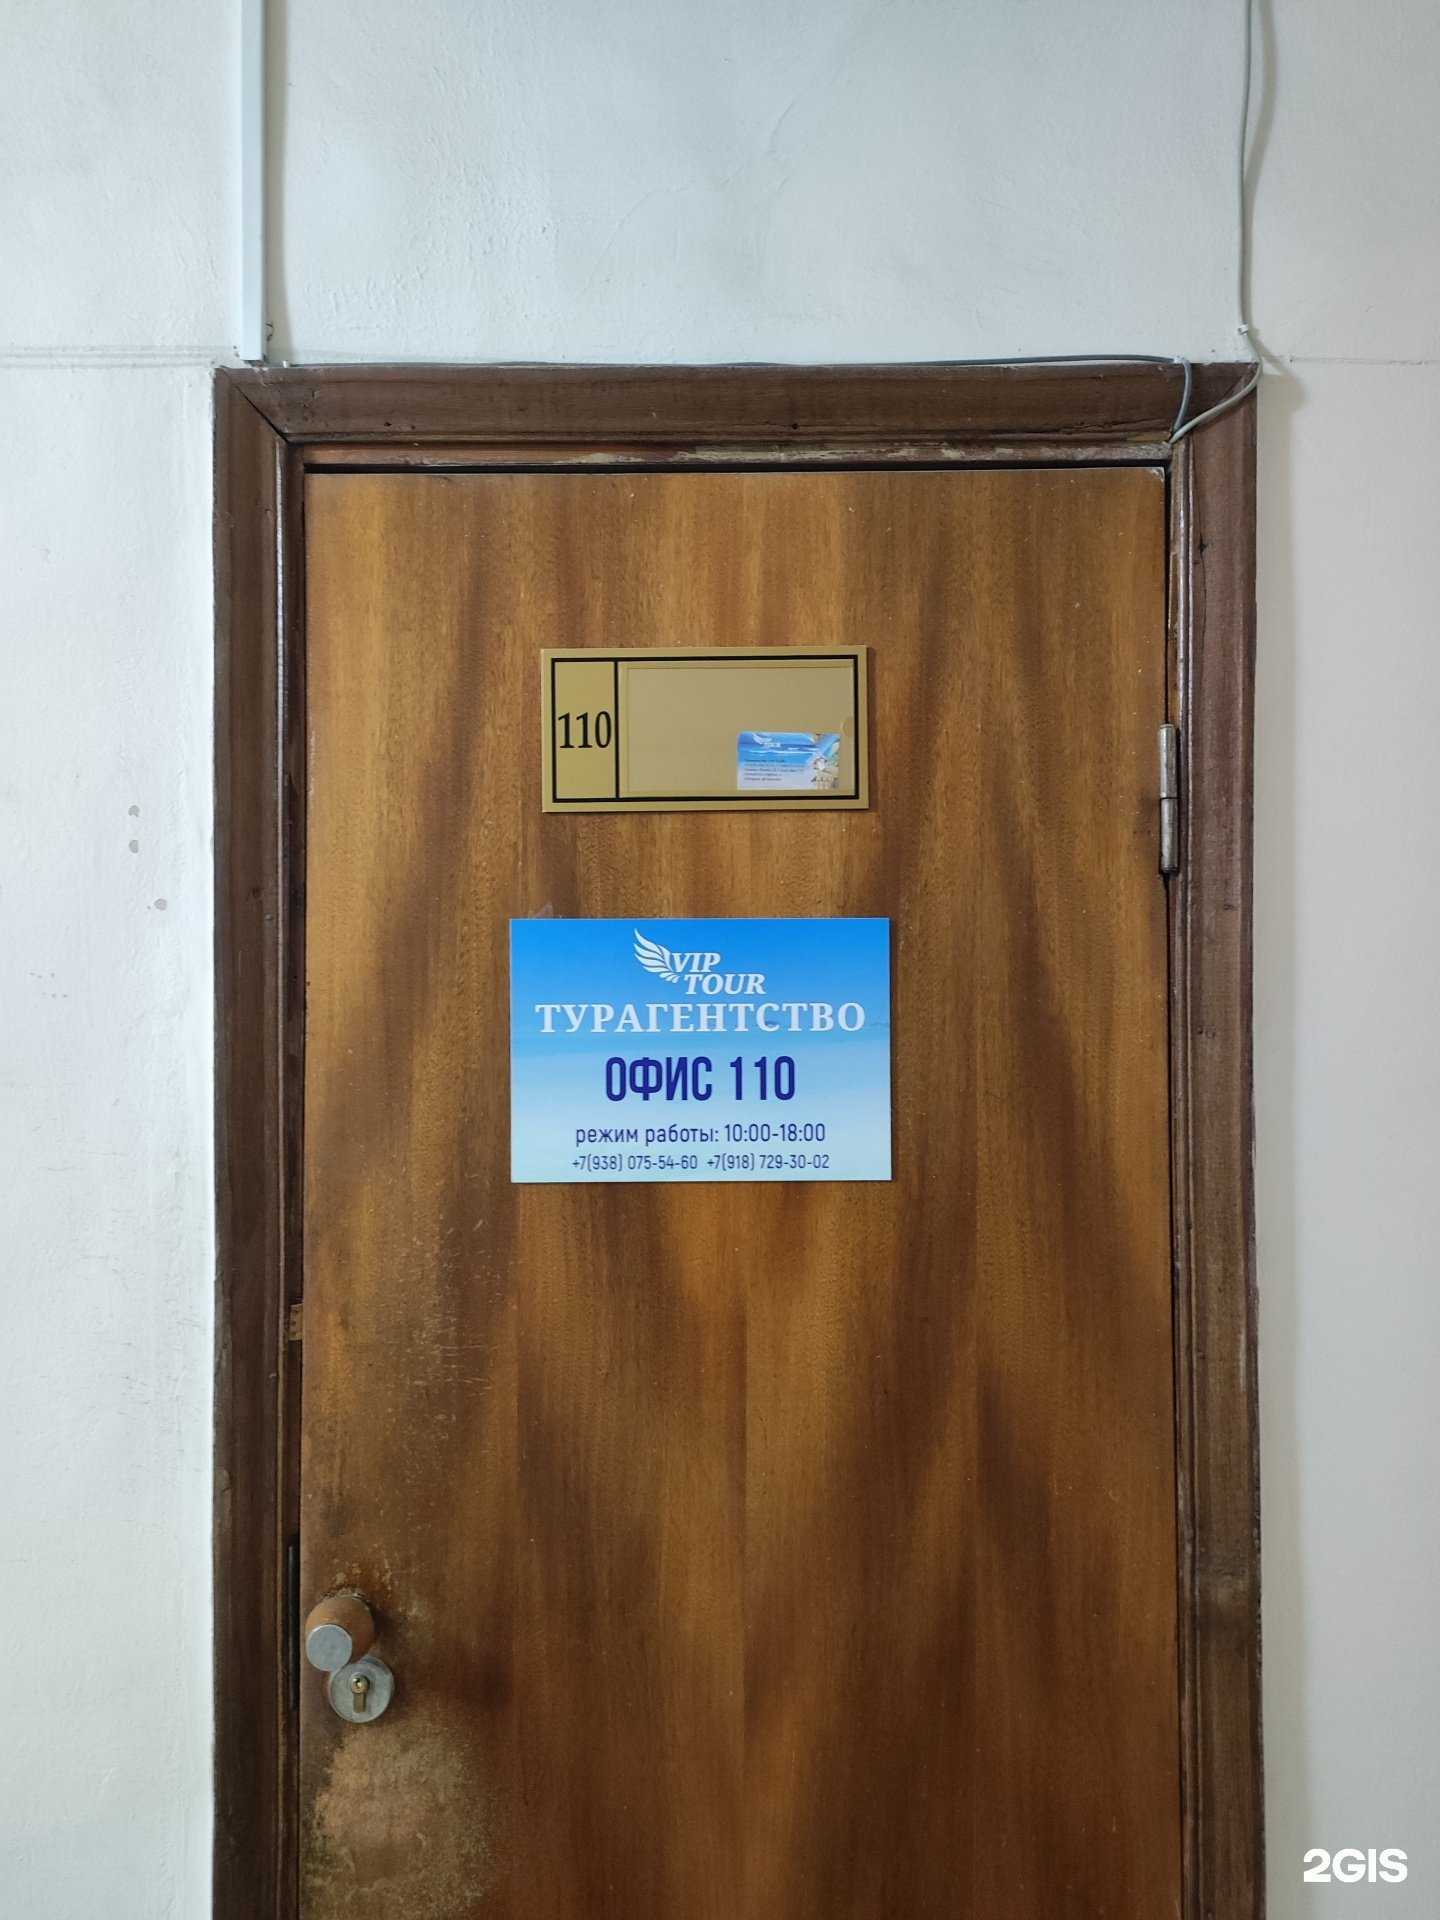 110
VIP
TOUR
ТУРАГЕНТСТВО
ОФИС 110
режим работы: 10:00-18:00
+7(938) 075-54-60 +7(918) 729-30-02
2GIS